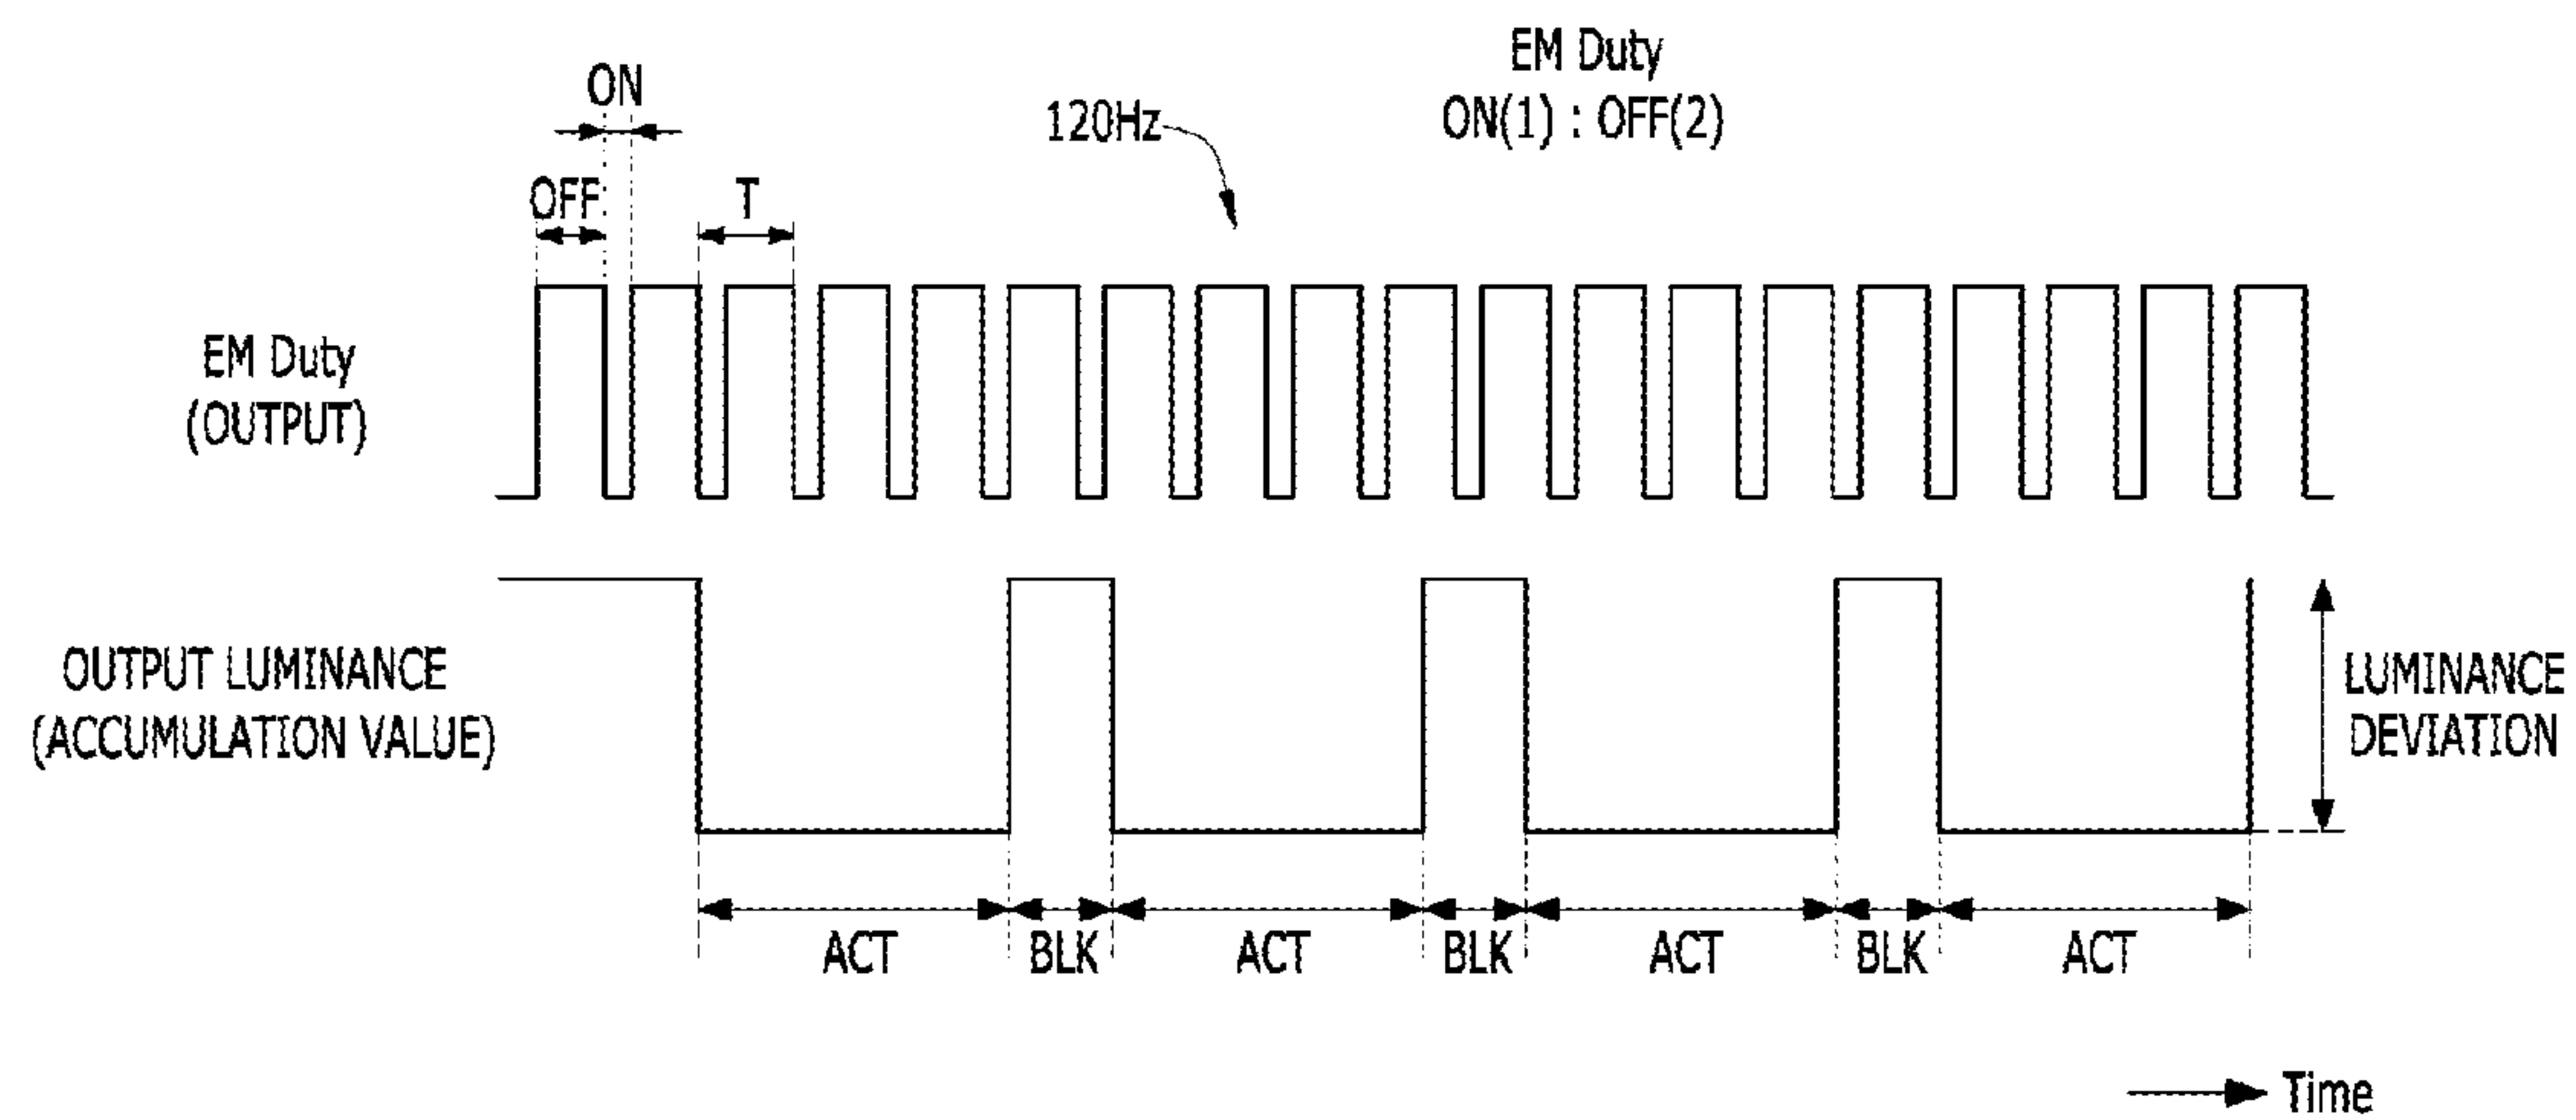 EM Duty
ON(1) : OFF(2)
120Hz
ON
OFF
T
EM Duty
(OUTPUT)
OUTPUT LUMINANCE
(ACCUMULATION VALUE)
LUMINANCE
DEVIATION
ACT
BLK
ACT
BLK
ACT
BLK
ACT
Time